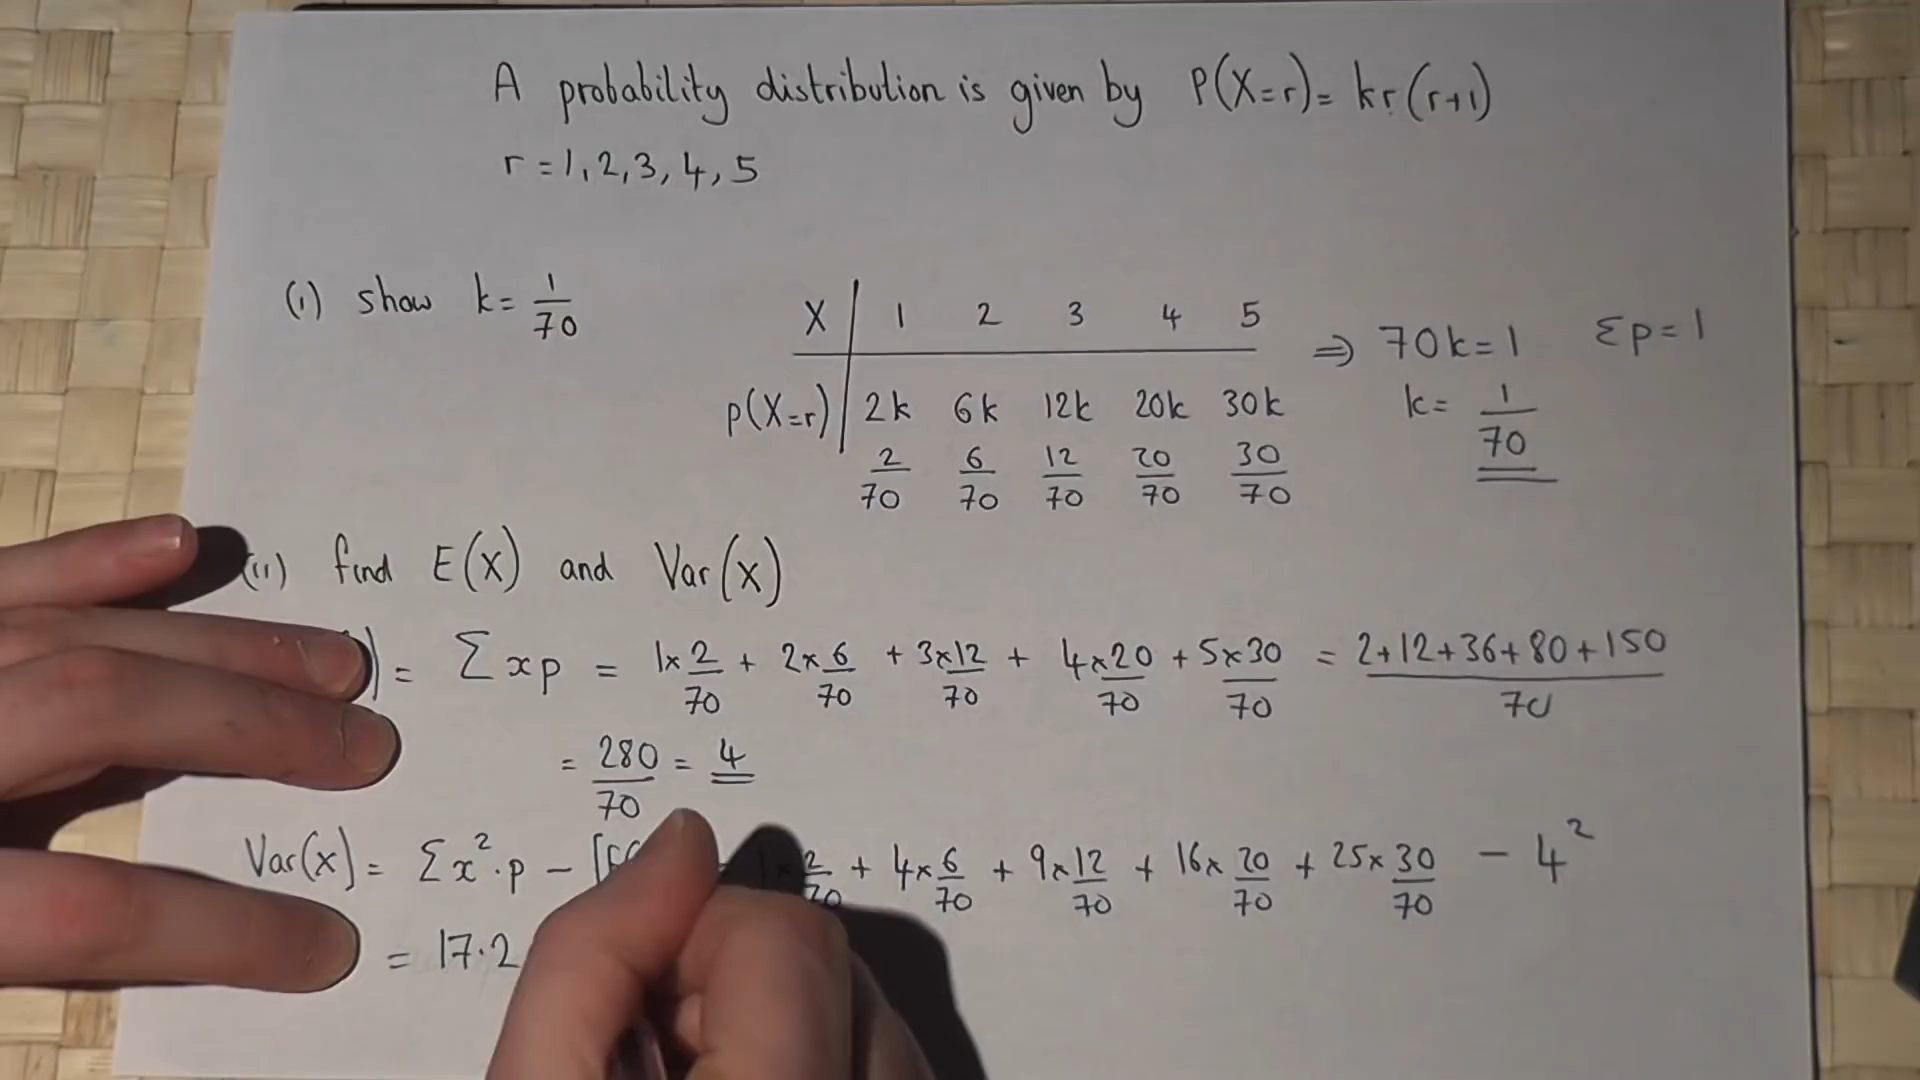 A probability distribution is given by P(X=r)= kr(r+1)
r = 1, 2, 3, 4, 5
(i) show k= 1/70
X | 1 2 3 4 5
p(X=r) | 2k 6k 12k 20k 30k
2/70 6/70 12/70 20/70 30/70
⇒ 70k=1 Σp=1
k= 1/70
(ii) find E(X) and Var(X)
) = Σxp = 1×2/70 + 2×6/70 + 3×12/70 + 4×20/70 + 5×30/70 = 2+12+36+80+150/70
= 280/70 = 4
Var(X)= Σx²·p − [ 2/70 + 4×6/70 + 9×12/70 + 16×20/70 + 25×30/70 − 4²
= 17·2